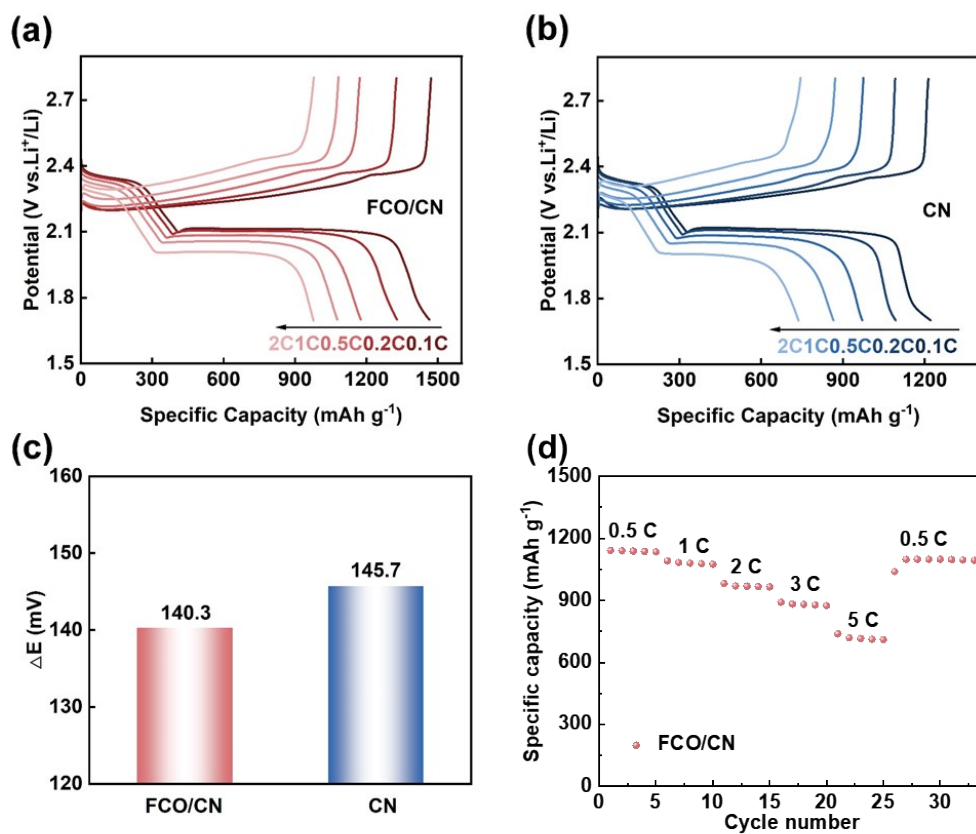 (a)
2.7
2.4
2.1
1.8
1.5
Potential (V vs.Li⁺/Li)
FCO/CN
2C1C0.5C0.2C0.1C
0 300 600 900 1200 1500
Specific Capacity (mAh g⁻¹)
(b)
2.7
2.4
2.1
1.8
1.5
Potential (V vs.Li⁺/Li)
CN
2C1C0.5C0.2C0.1C
0 300 600 900 1200
Specific Capacity (mAh g⁻¹)
(c)
160
150
140
130
120
△E (mV)
140.3
145.7
FCO/CN CN
(d)
1500
1200
900
600
300
0
Specific capacity (mAh g⁻¹)
0.5 C
1 C
2 C
3 C
5 C
0.5 C
FCO/CN
0 5 10 15 20 25 30
Cycle number